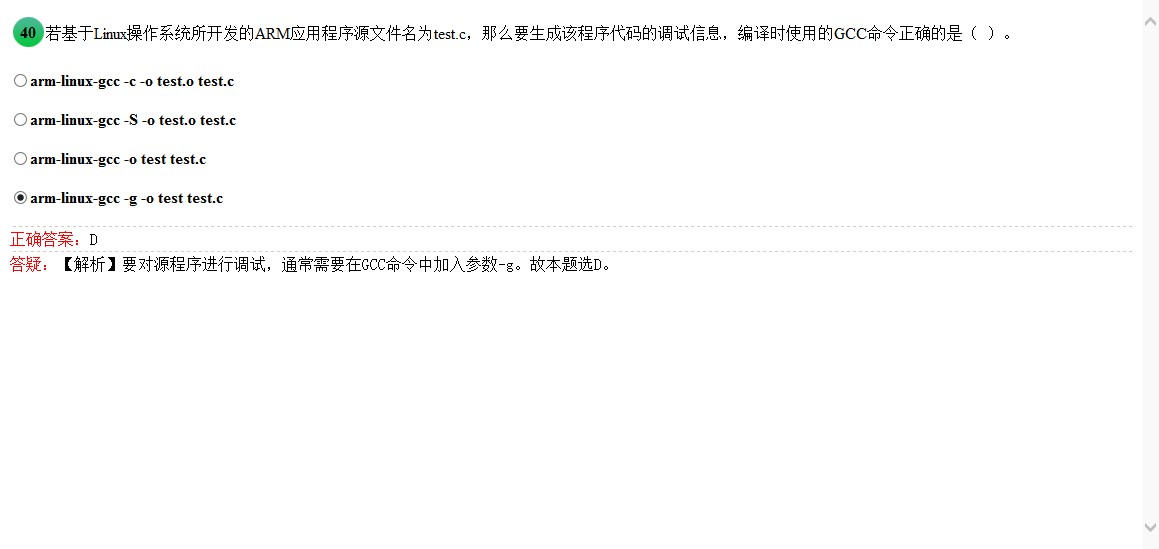 40 若基于Linux操作系统所开发的ARM应用程序源文件名为test.c，那么要生成该程序代码的调试信息，编译时使用的GCC命令正确的是（ ）。
arm-linux-gcc -c -o test.o test.c
arm-linux-gcc -S -o test.o test.c
arm-linux-gcc -o test test.c
arm-linux-gcc -g -o test test.c
正确答案：D
答疑：【解析】要对源程序进行调试，通常需要在GCC命令中加入参数-g。故本题选D。